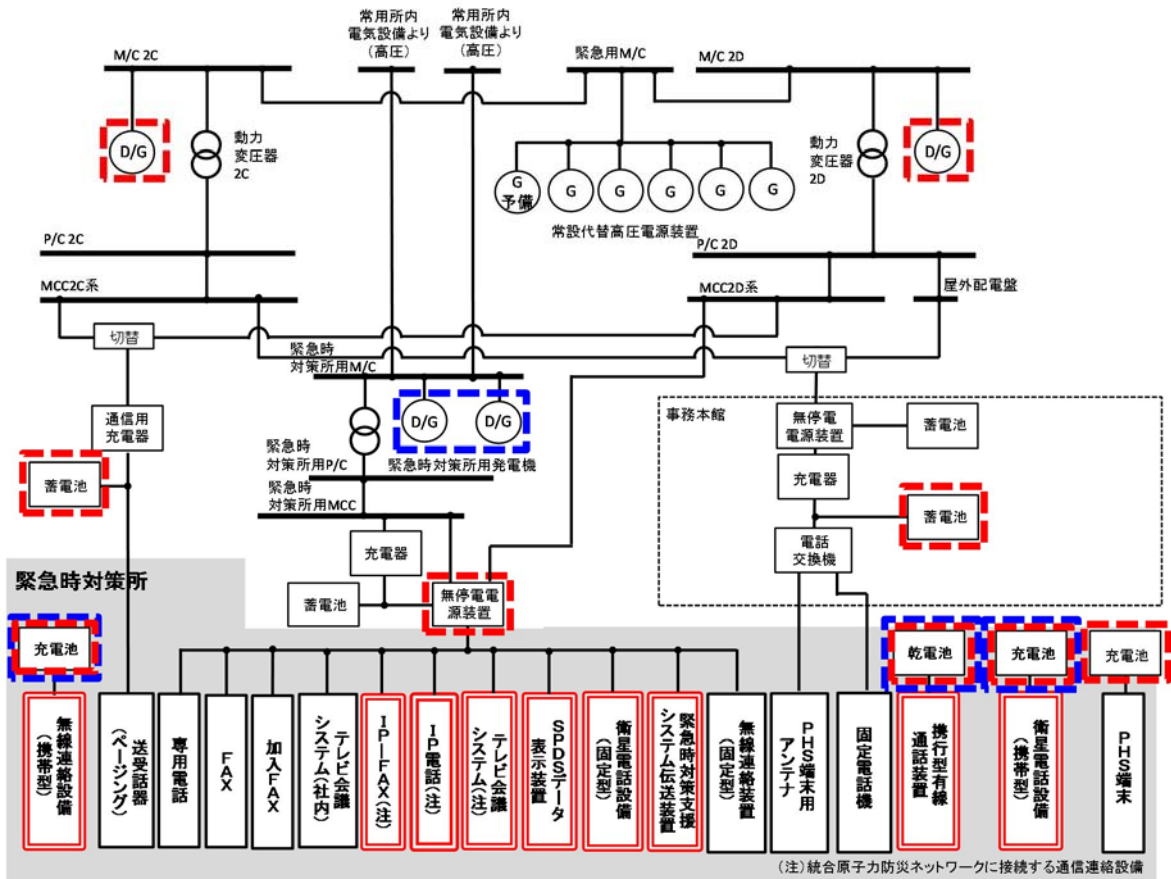 常用所内
電気設備より
(高圧)
常用所内
電気設備より
(高圧)
M/C 2C
緊急用M/C
M/C 2D
D/G
動力
変圧器
2C
G
予備
G
G
G
G
G
常設代替高圧電源装置
動力
変圧器
2D
D/G
P/C 2C
P/C 2D
MCC2C系
MCC2D系
屋外配電盤
切替
緊急時
対策所用M/C
切替
通信用
充電器
D/G
D/G
緊急時対策所用発電機
緊急時
対策所用P/C
緊急時
対策所用MCC
事務本館
無停電
電源装置
蓄電池
充電器
蓄電池
電話
交換機
蓄電池
充電器
蓄電池
無停電電
源装置
緊急時対策所
充電池
乾電池
充電池
充電池
無線連絡設備
(携帯型)
送受話器
(ページング)
専用電話
FAX
加入FAX
テレビ会議
システム(社内)
IP-FAX(注)
IP電話(注)
テレビ会議
システム(注)
SPDSデータ
表示装置
衛星電話設備
(固定型)
緊急時対策支援
システム伝送装置
無線連絡装置
(固定型)
PHS端末用
アンテナ
固定電話機
携行型有線
通話装置
衛星電話設備
(携帯型)
PHS端末
(注)統合原子力防災ネットワークに接続する通信連絡設備